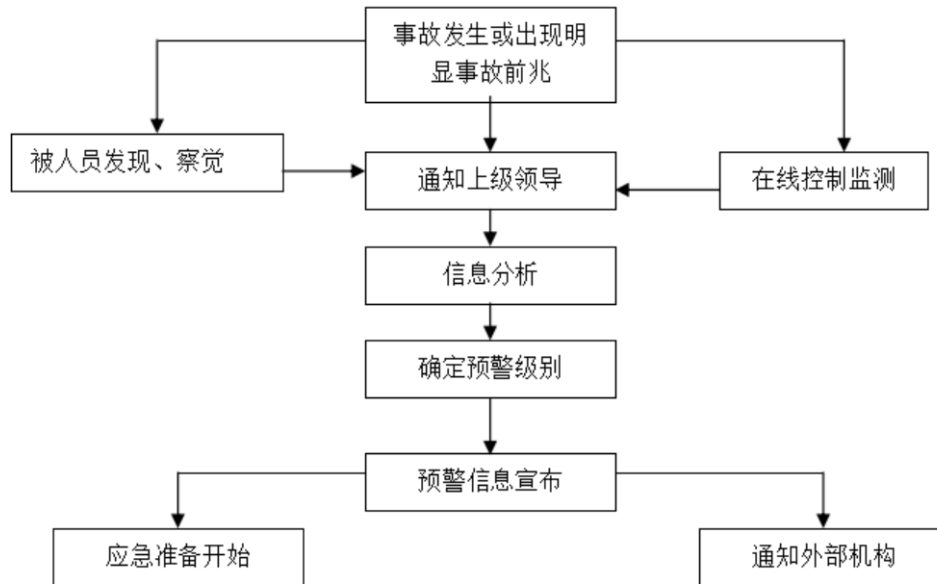 事故发生或出现明
显事故前兆
被人员发现、察觉
通知上级领导
在线控制监测
信息分析
确定预警级别
预警信息宣布
应急准备开始
通知外部机构